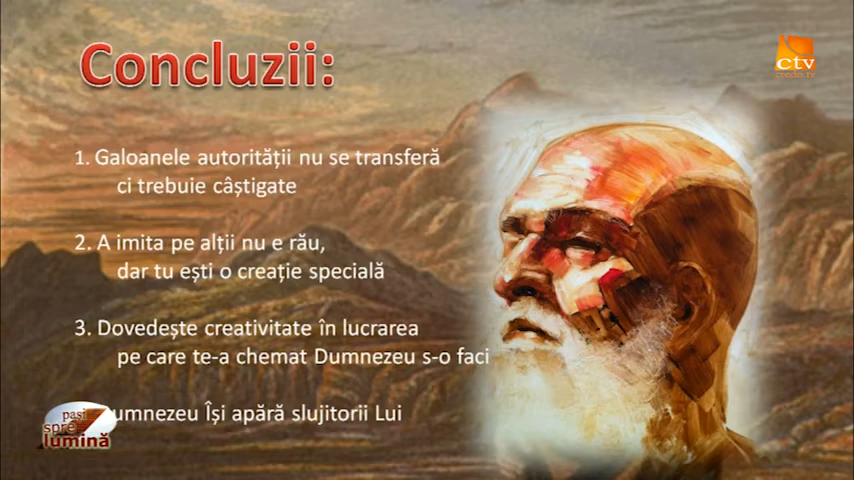 Concluzii:
ctv
credo.tv
1. Galoanele autorității nu se transferă
ci trebuie câștigate
2. A imita pe alții nu e rău,
dar tu ești o creație specială
3. Dovedește creativitate în lucrarea
pe care te-a chemat Dumnezeu s-o faci
umnezeu Își apără slujitorii Lui
pași
spre
lumină